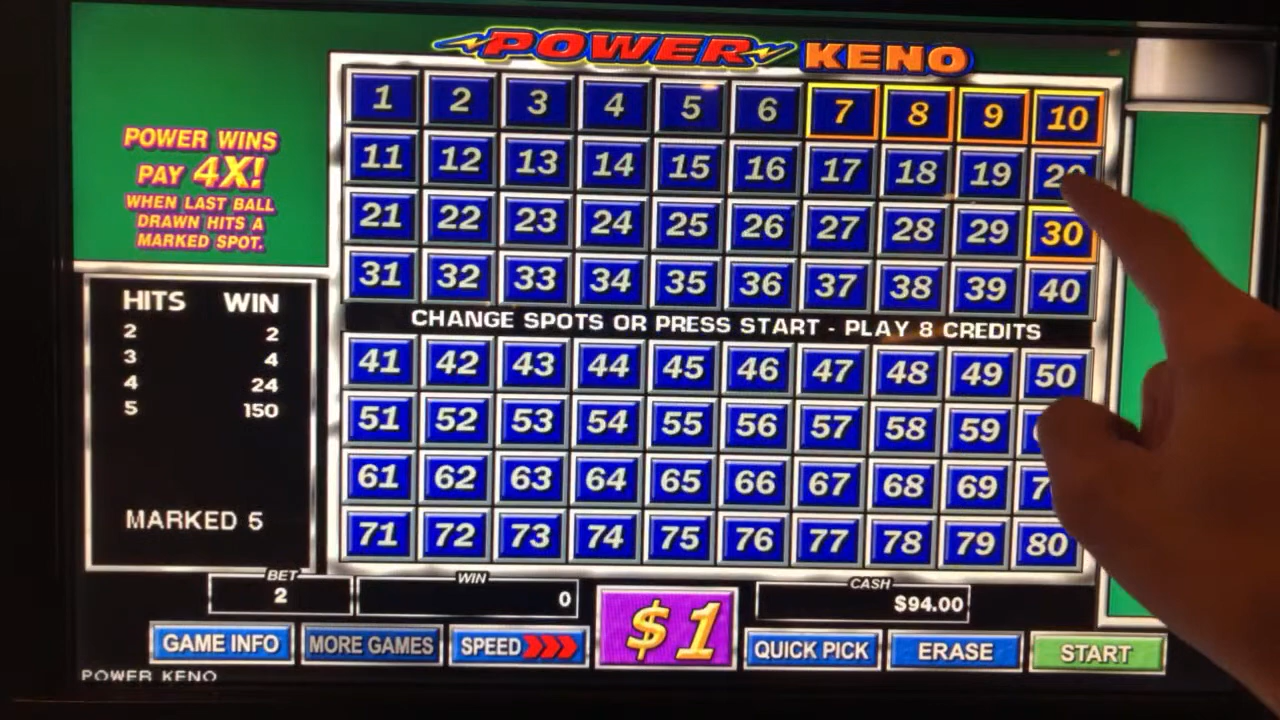 POWER KENO
1 2 3 4 5 6 7 8 9 10
POWER WINS
PAY 4X!
WHEN LAST BALL
DRAWN HITS A
MARKED SPOT.
11 12 13 14 15 16 17 18 19 20
21 22 23 24 25 26 27 28 29 30
31 32 33 34 35 36 37 38 39 40
CHANGE SPOTS OR PRESS START - PLAY 8 CREDITS
HITS WIN
2 2
3 4
4 24
5 150
MARKED 5
41 42 43 44 45 46 47 48 49 50
51 52 53 54 55 56 57 58 59
61 62 63 64 65 66 67 68 69
71 72 73 74 75 76 77 78 79 80
BET
2
WIN
0
$1
CASH
$94.00
GAME INFO
MORE GAMES
SPEED
QUICK PICK
ERASE
START
POWER KENO